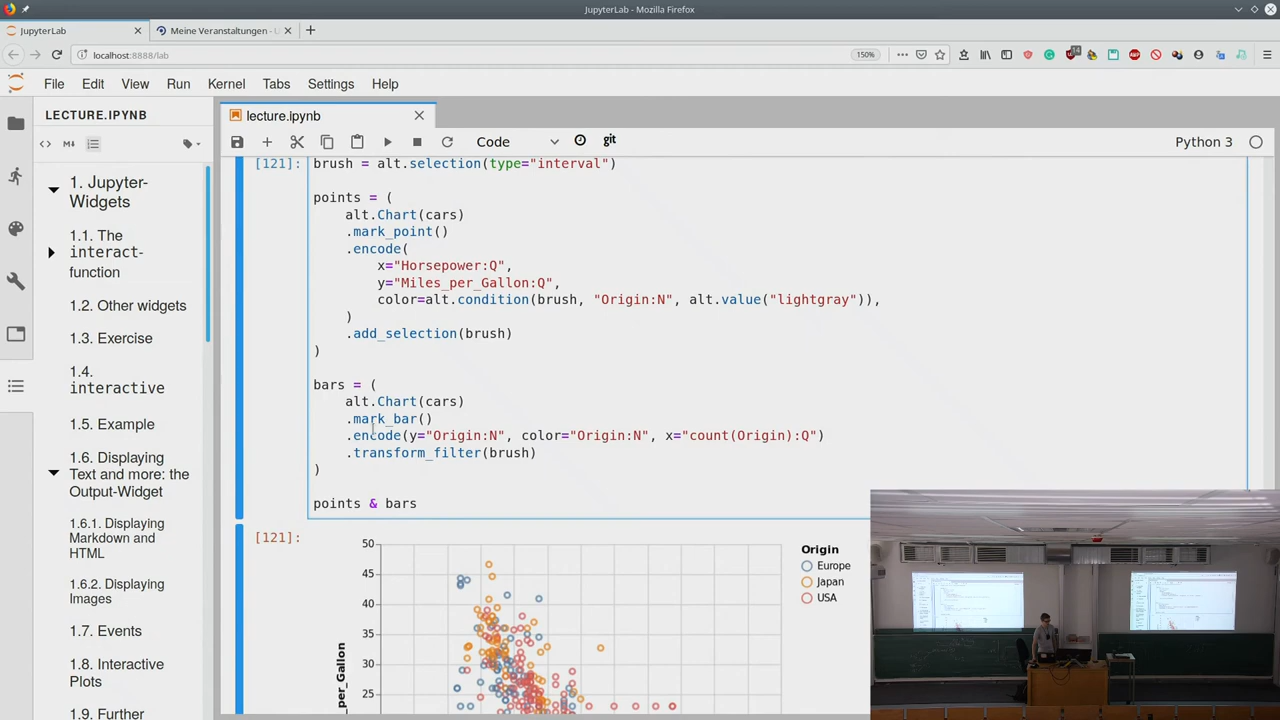 JupyterLab - Mozilla Firefox
JupyterLab
Meine Veranstaltungen - U
localhost:8888/lab
150%
14
File Edit View Run Kernel Tabs Settings Help
LECTURE.IPYNB
lecture.ipynb
Code
git
Python 3
1. Jupyter-
Widgets
1.1. The
interact-
function
1.2. Other widgets
1.3. Exercise
1.4.
interactive
1.5. Example
1.6. Displaying
Text and more: the
Output-Widget
1.6.1. Displaying
Markdown and
HTML
1.6.2. Displaying
Images
1.7. Events
1.8. Interactive
Plots
1.9. Further
[121]: brush = alt.selection(type="interval")
points = (
alt.Chart(cars)
.mark_point()
.encode(
x="Horsepower:Q",
y="Miles_per_Gallon:Q",
color=alt.condition(brush, "Origin:N", alt.value("lightgray")),
)
.add_selection(brush)
)
bars = (
alt.Chart(cars)
.mark_bar()
.encode(y="Origin:N", color="Origin:N", x="count(Origin):Q")
.transform_filter(brush)
)
points & bars
[121]:
50
45
40
35
30
25
_per_Gallon
Origin
Europe
Japan
USA